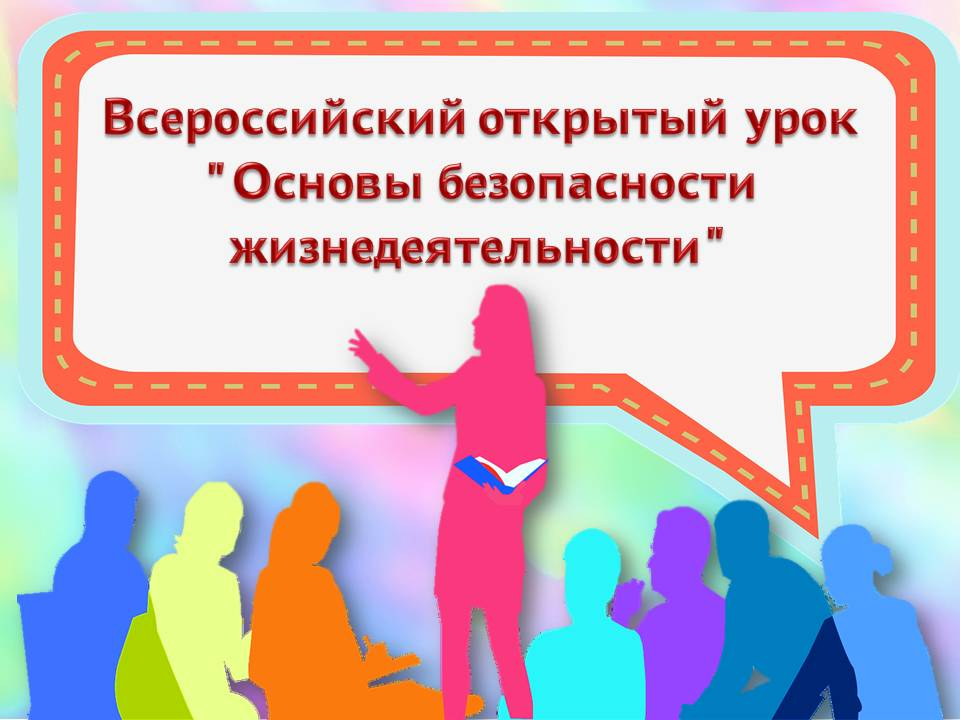 Всероссийский открытый урок
"Основы безопасности
жизнедеятельности"